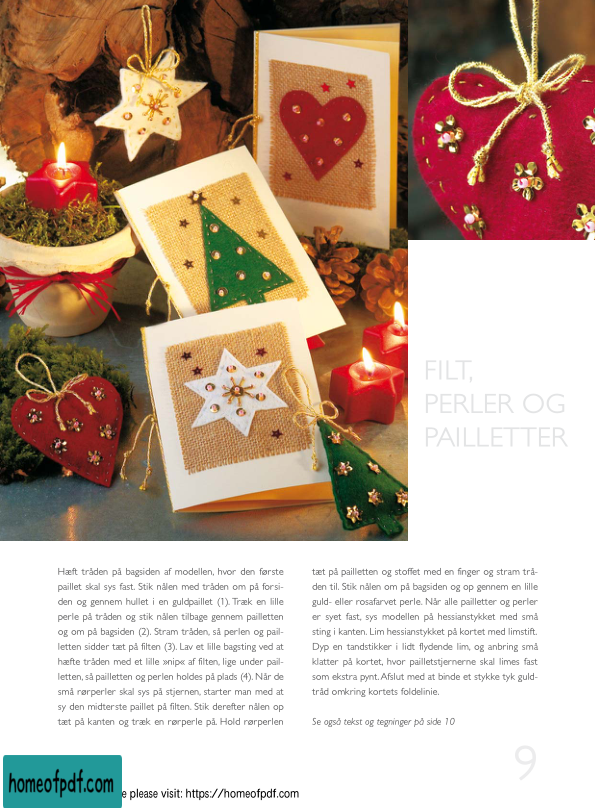 FILT,
PERLER OG
PAILLETTER
Hæft tråden på bagsiden af modellen, hvor den første
paillet skal sys fast. Stik nålen med tråden om på forsi-
den og gennem hullet i en guldpaillet (1). Træk en lille
perle på tråden og stik nålen tilbage gennem pailletten
og om på bagsiden (2). Stram tråden, så perlen og pail-
letten sidder tæt på filten (3). Lav et lille bagsting ved at
hæfte tråden med et lille »nip« af filten, lige under pail-
letten, så pailletten og perlen holdes på plads (4). Når de
små rørperler skal sys på stjernen, starter man med at
sy den midterste paillet på filten. Stik derefter nålen op
tæt på kanten og træk en rørperle på. Hold rørperlen
tæt på pailletten og stoffet med en finger og stram trå-
den til. Stik nålen om på bagsiden og op gennem en lille
guld- eller rosafarvet perle. Når alle pailletter og perler
er syet fast, sys modellen på hessianstykket med små
sting i kanten. Lim hessianstykket på kortet med limstift.
Dyp en tandstikker i lidt flydende lim, og anbring små
klatter på kortet, hvor pailletstjernerne skal limes fast
som ekstra pynt. Afslut med at binde et stykke tyk guld-
tråd omkring kortets foldelinie.
Se også tekst og tegninger på side 10
9
homeofpdf.com
e please visit: https://homeofpdf.com